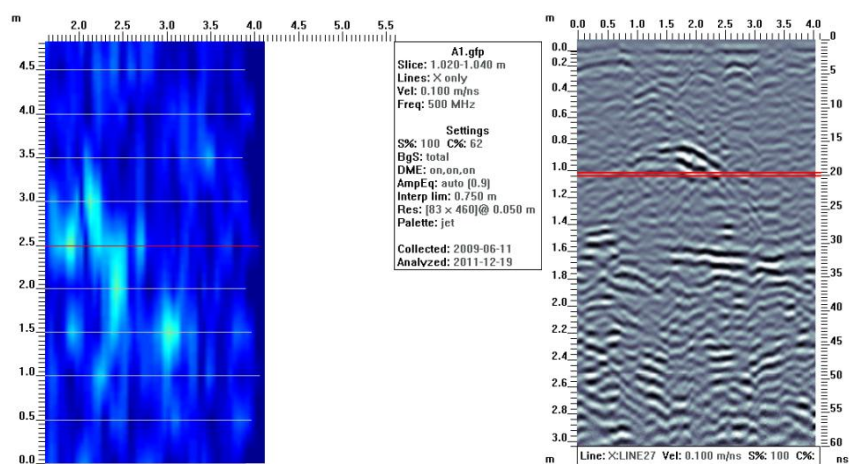 m
2.0 2.5 3.0 3.5 4.0 4.5 5.0 5.5
4.5
4.0
3.5
3.0
2.5
2.0
1.5
1.0
0.5
0.0
A1.gfp
Slice: 1.020-1.040 m
Lines: X only
Vel: 0.100 m/ns
Freq: 500 MHz
Settings
S%: 100 C%: 62
BgS: total
DME: on,on,on
AmpEq: auto [0.9]
Interp lim: 0.750 m
Res: [83 x 460]@ 0.050 m
Palette: jet
Collected: 2009-06-11
Analyzed: 2011-12-19
m
0.0 0.5 1.0 1.5 2.0 2.5 3.0 3.5 4.0
0.0
0.2
0.4
0.6
0.8
1.0
1.2
1.4
1.6
1.8
2.0
2.2
2.4
2.6
2.8
3.0
m
0
5
10
15
20
25
30
35
40
45
50
55
60
ns
Line: X:LINE27 Vel: 0.100 m/ns S%: 100 C%: